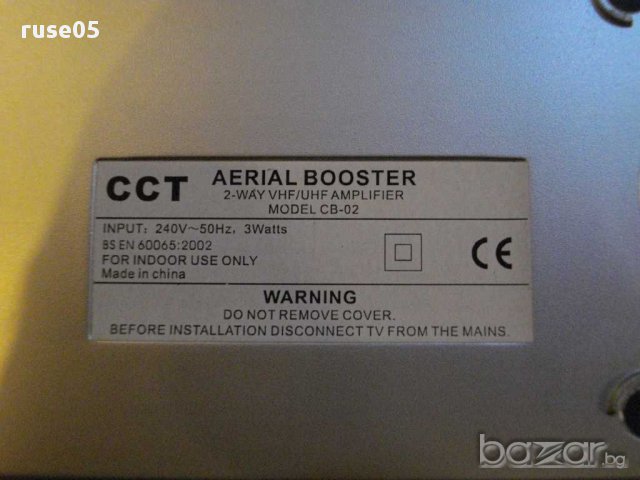 ruse05
CCT
AERIAL BOOSTER
2-WAY VHF/UHF AMPLIFIER
MODEL CB-02
INPUT: 240V~50Hz, 3Watts
BS EN 60065:2002
FOR INDOOR USE ONLY
Made in china
CE
WARNING
DO NOT REMOVE COVER.
BEFORE INSTALLATION DISCONNECT TV FROM THE MAINS.
bazar.bg